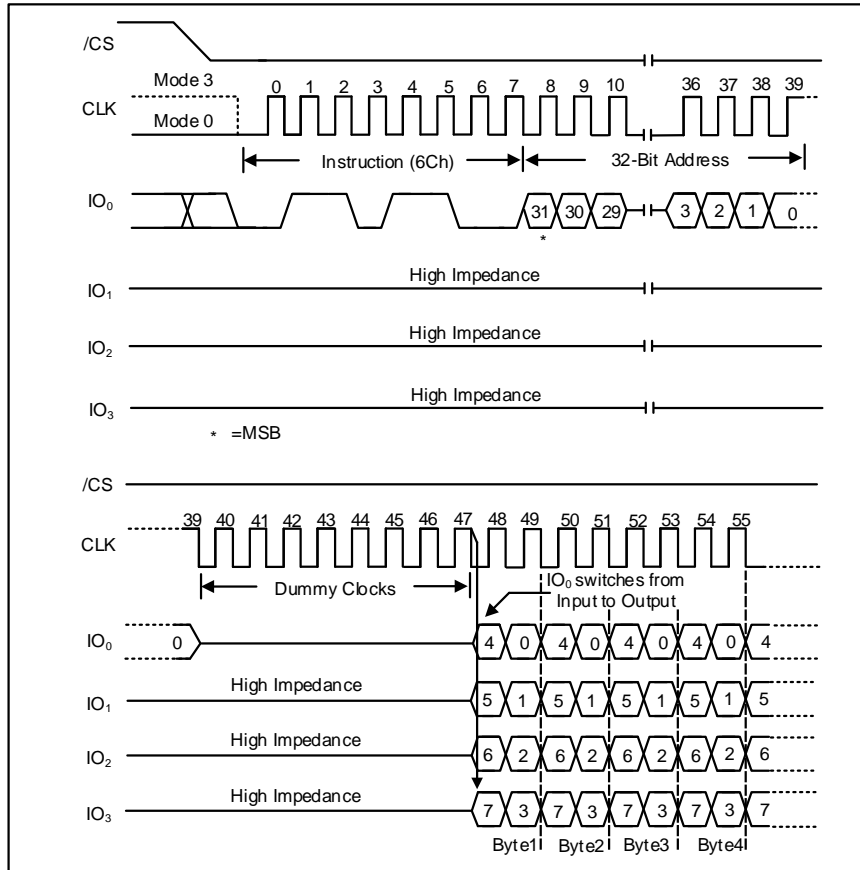 /CS
Mode 3
CLK
Mode 0
0 1 2 3 4 5 6 7 8 9 10 36 37 38 39
Instruction (6Ch) 32-Bit Address
IO0 31 30 29 3 2 1 0
*
High Impedance
IO1
High Impedance
IO2
High Impedance
IO3
* =MSB
/CS
39 40 41 42 43 44 45 46 47 48 49 50 51 52 53 54 55
CLK
Dummy Clocks
IO0 switches from
Input to Output
IO0 0 4 0 4 0 4 0 4 0 4
High Impedance
IO1 5 1 5 1 5 1 5 1 5
High Impedance
IO2 6 2 6 2 6 2 6 2 6
High Impedance
IO3 7 3 7 3 7 3 7 3 7
Byte1 Byte2 Byte3 Byte4